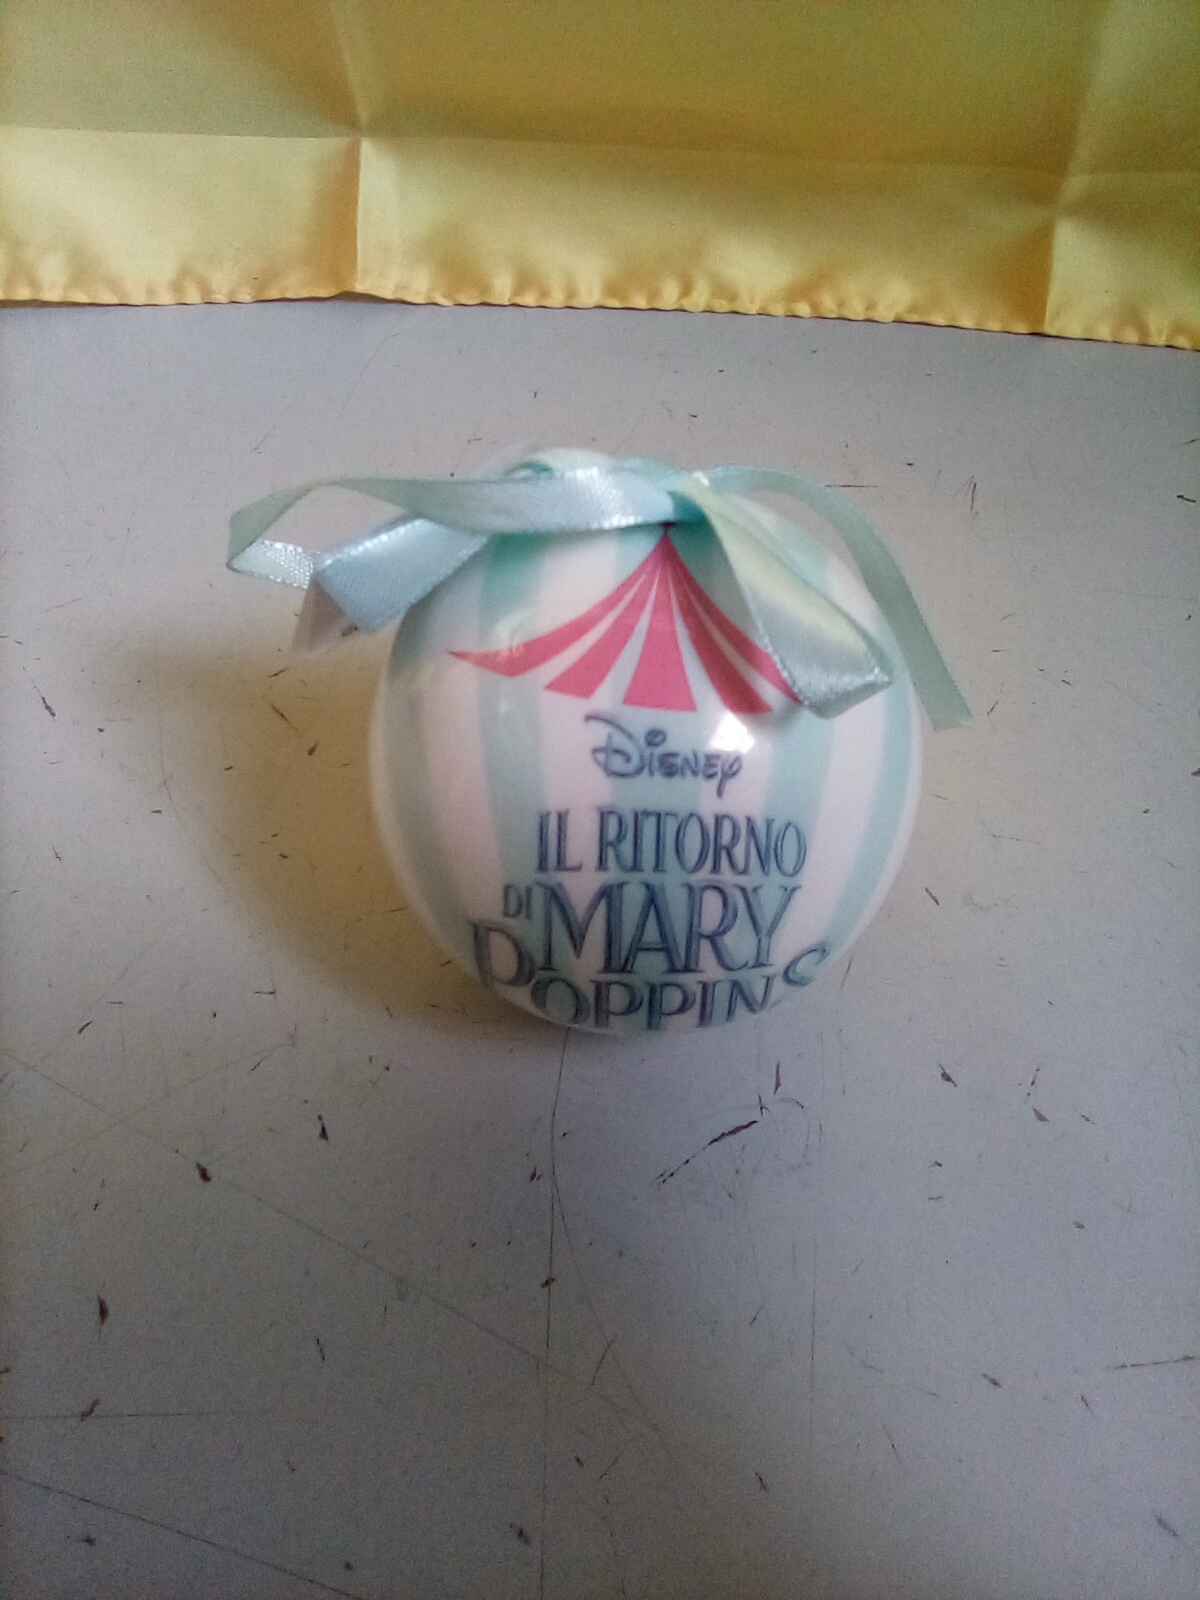 Disney
IL RITORNO
DI MARY
POPPINS